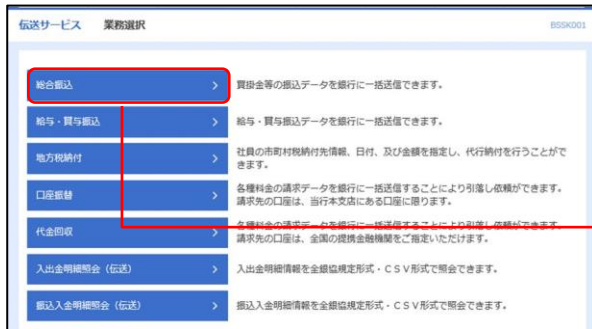 伝送サービス 業務選択 BSSK001
総合振込 買掛金等の振込データを銀行に一括送信できます。
給与・賞与振込 給与・賞与振込データを銀行に一括送信できます。
地方税納付 社員の市町村税納付先情報、日付、及び金額を指定し、代行納付を行うことがで
きます。
口座振替 各種料金の請求データを銀行に一括送信することにより引落し依頼ができます。
請求先の口座は、当行本支店にある口座に限ります。
代金回収 各種料金の請求データを銀行に一括送信することにより引落し依頼ができます。
請求先の口座は、全国の提携金融機関をご指定いただけます。
入出金明細照会（伝送） 入出金明細情報を全銀協規定形式・ＣＳＶ形式で照会できます。
振込入金明細照会（伝送） 振込入金明細情報を全銀協規定形式・ＣＳＶ形式で照会できます。